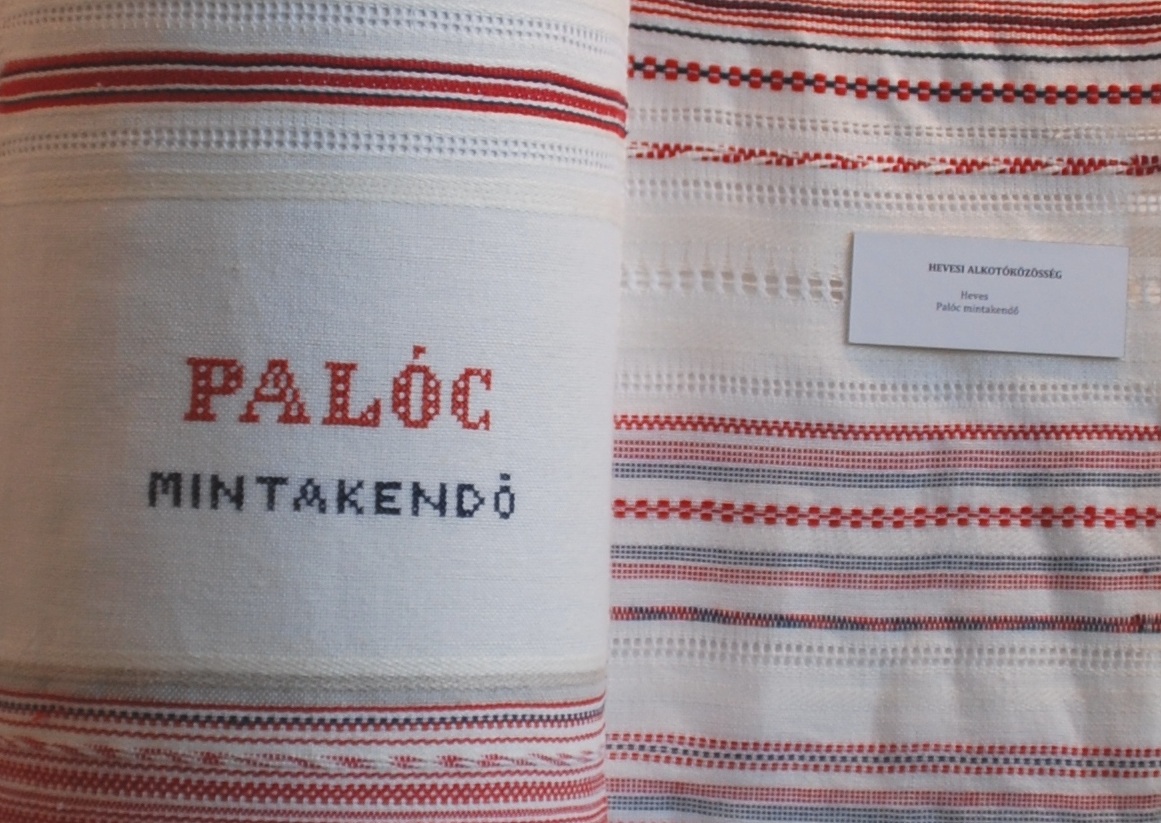 PALÓC
MINTAKENDŐ
HEVESI ALKOTÓKÖZÖSSÉG
Heves
Palóc mintakendő